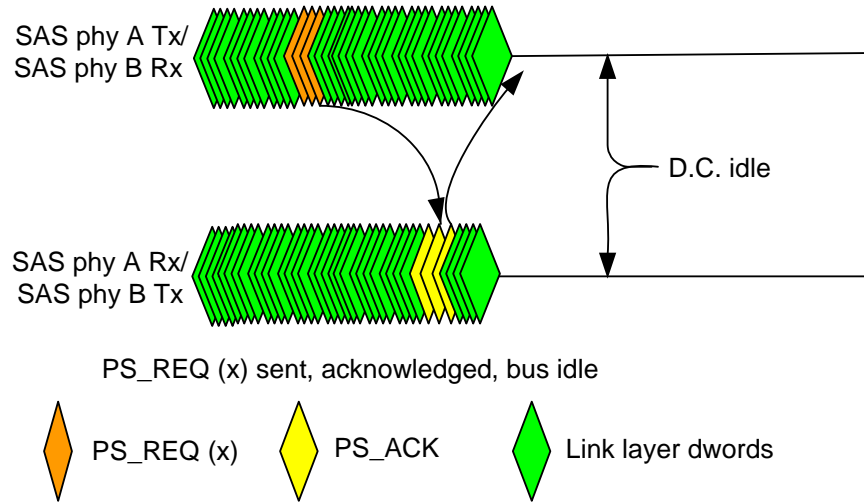 SAS phy A Tx/
SAS phy B Rx
D.C. idle
SAS phy A Rx/
SAS phy B Tx
PS_REQ (x) sent, acknowledged, bus idle
PS_REQ (x)
PS_ACK
Link layer dwords